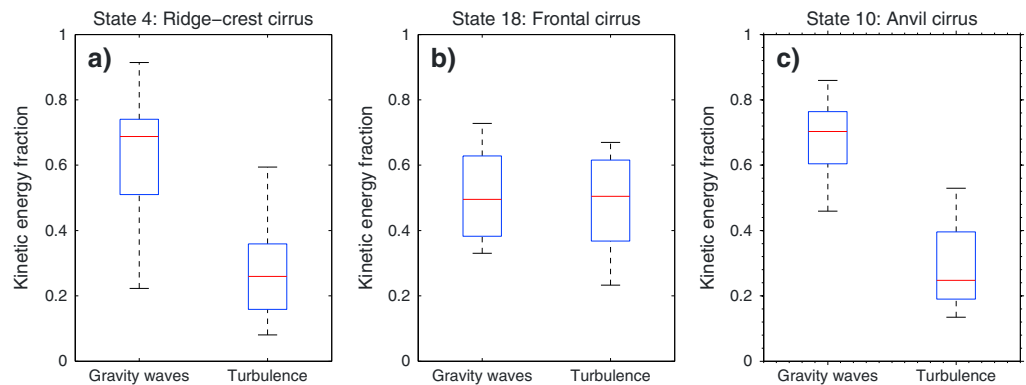 State 4: Ridge−crest cirrus
a)
Kinetic energy fraction
1
0.8
0.6
0.4
0.2
0
Gravity waves Turbulence
State 18: Frontal cirrus
b)
Kinetic energy fraction
1
0.8
0.6
0.4
0.2
0
Gravity waves Turbulence
State 10: Anvil cirrus
c)
Kinetic energy fraction
1
0.8
0.6
0.4
0.2
0
Gravity waves Turbulence